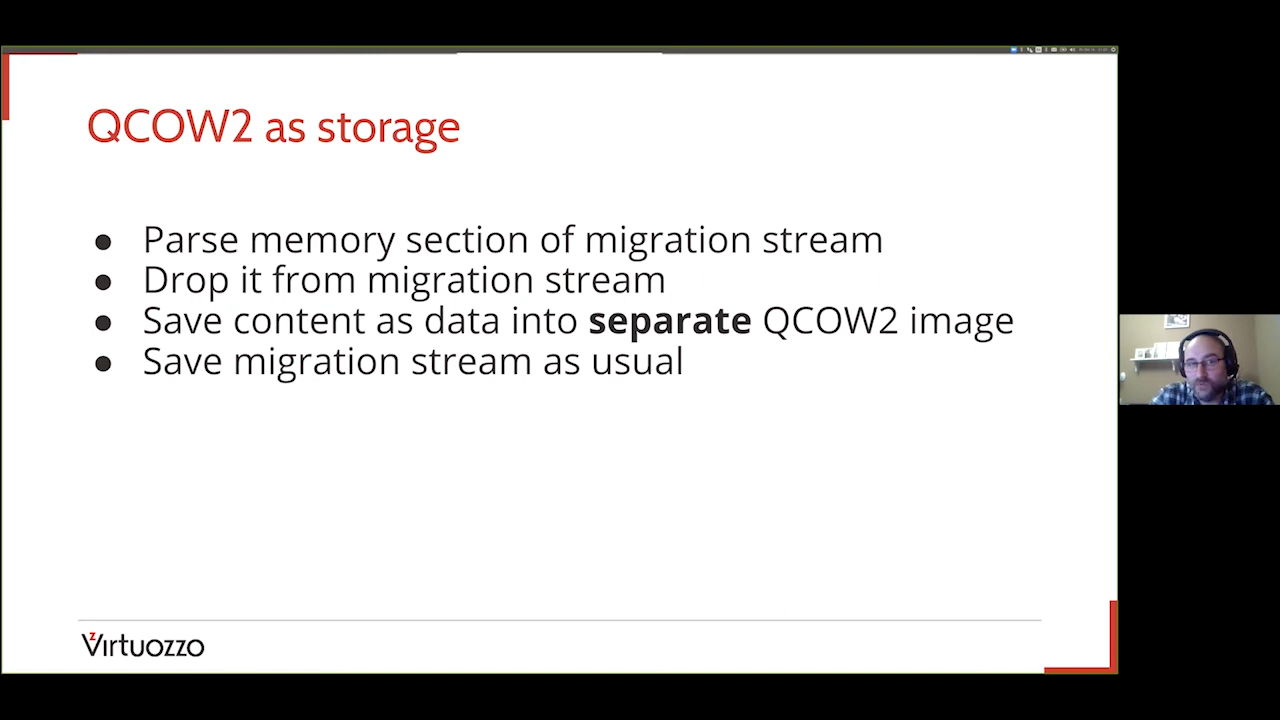 QCOW2 as storage
● Parse memory section of migration stream
● Drop it from migration stream
● Save content as data into separate QCOW2 image
● Save migration stream as usual
Virtuozzo